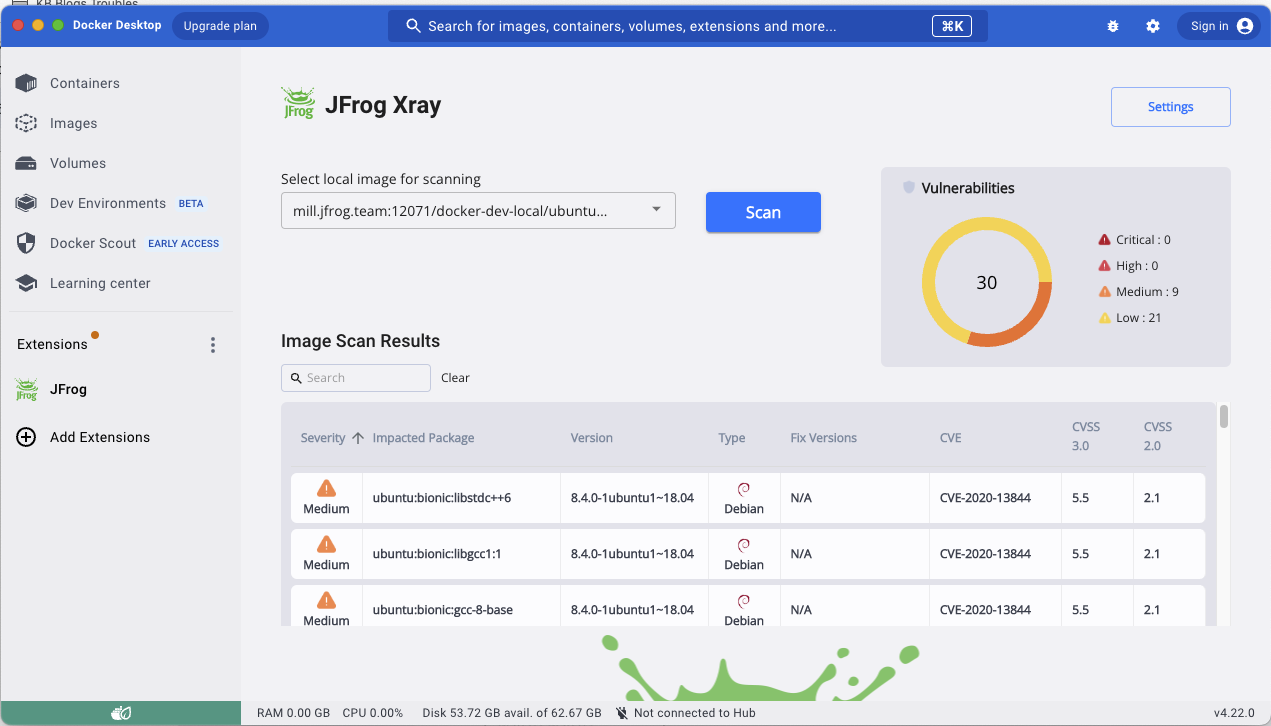 KB Blogs Troubles
Docker Desktop
Upgrade plan
Search for images, containers, volumes, extensions and more...
⌘K
Sign in
Containers
Images
Volumes
Dev Environments BETA
Docker Scout EARLY ACCESS
Learning center
Extensions
JFrog
JFrog
Add Extensions
JFrog
JFrog Xray
Settings
Select local image for scanning
mill.jfrog.team:12071/docker-dev-local/ubuntu...
Scan
Vulnerabilities
30
Critical : 0
High : 0
Medium : 9
Low : 21
Image Scan Results
Search
Clear
Severity Impacted Package Version Type Fix Versions CVE CVSS 3.0 CVSS 2.0
Medium ubuntu:bionic:libstdc++6 8.4.0-1ubuntu1~18.04 Debian N/A CVE-2020-13844 5.5 2.1
Medium ubuntu:bionic:libgcc1:1 8.4.0-1ubuntu1~18.04 Debian N/A CVE-2020-13844 5.5 2.1
Medium ubuntu:bionic:gcc-8-base 8.4.0-1ubuntu1~18.04 Debian N/A CVE-2020-13844 5.5 2.1
RAM 0.00 GB CPU 0.00% Disk 53.72 GB avail. of 62.67 GB Not connected to Hub v4.22.0